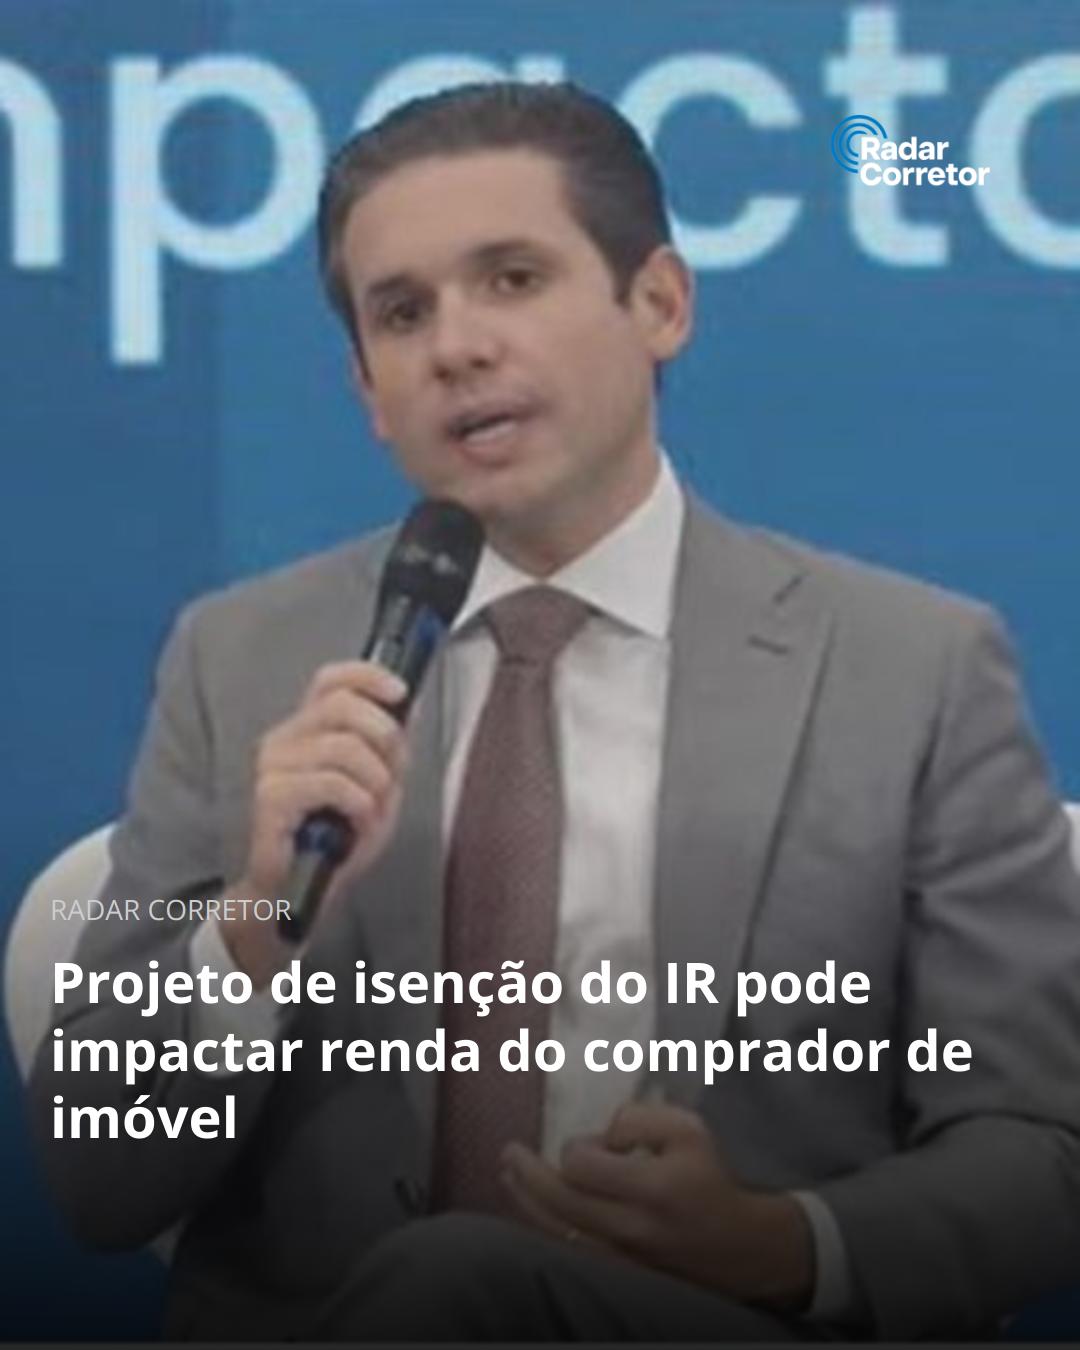 mpacto
Radar
Corretor
RADAR CORRETOR
Projeto de isenção do IR pode
impactar renda do comprador de
imóvel